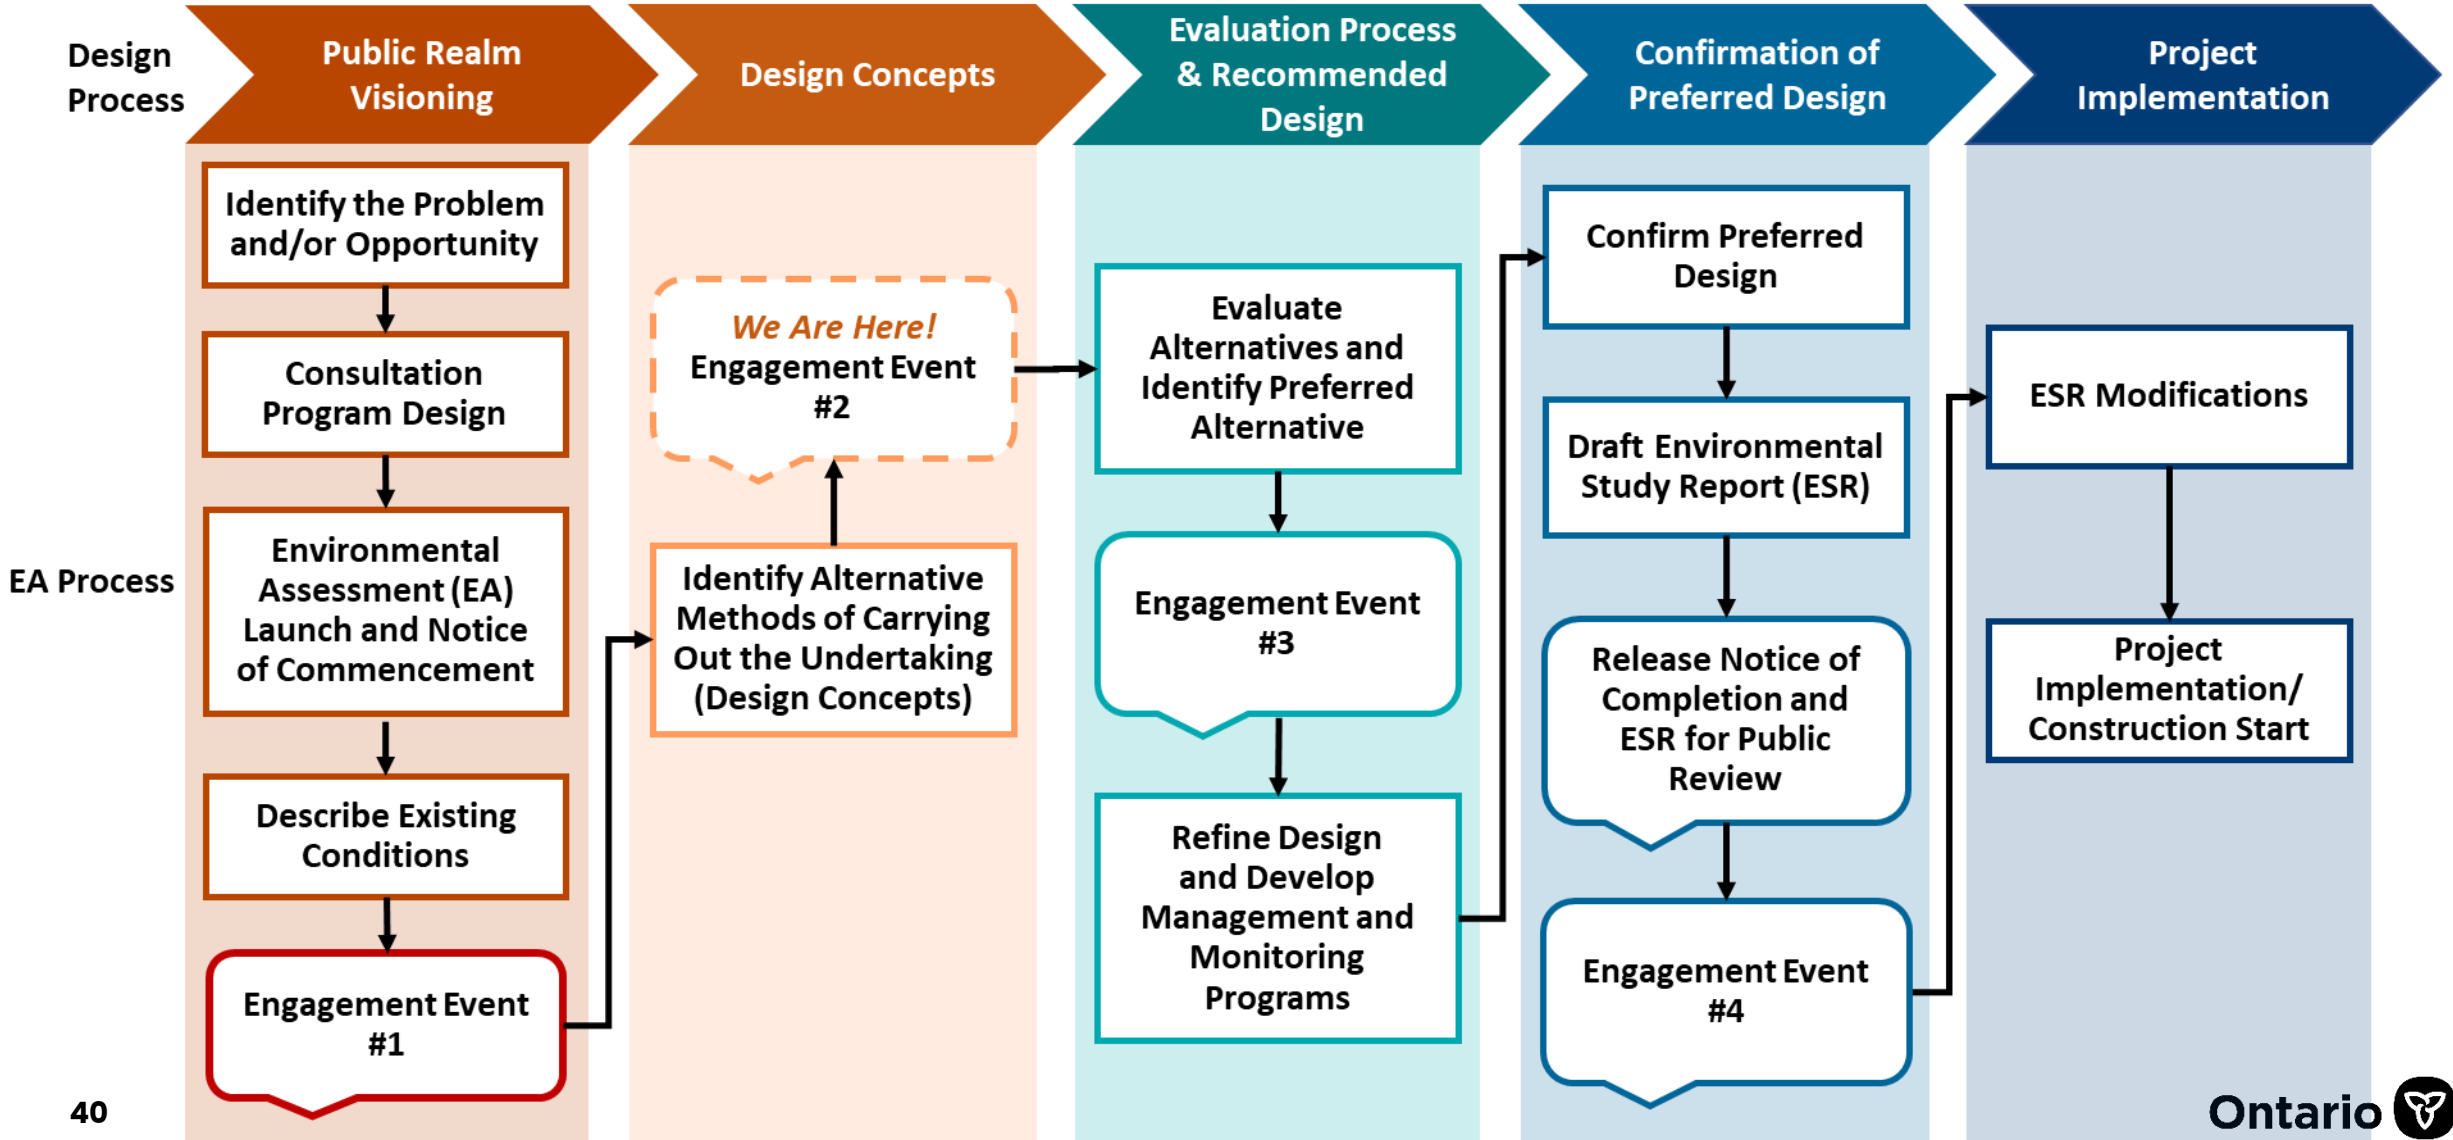 Design
Process
Public Realm
Visioning
Design Concepts
Evaluation Process
& Recommended
Design
Confirmation of
Preferred Design
Project
Implementation
EA Process
Identify the Problem
and/or Opportunity
Consultation
Program Design
Environmental
Assessment (EA)
Launch and Notice
of Commencement
Describe Existing
Conditions
Engagement Event
#1
We Are Here!
Engagement Event
#2
Identify Alternative
Methods of Carrying
Out the Undertaking
(Design Concepts)
Evaluate
Alternatives and
Identify Preferred
Alternative
Engagement Event
#3
Refine Design
and Develop
Management and
Monitoring
Programs
Confirm Preferred
Design
Draft Environmental
Study Report (ESR)
Release Notice of
Completion and
ESR for Public
Review
Engagement Event
#4
ESR Modifications
Project
Implementation/
Construction Start
40
Ontario